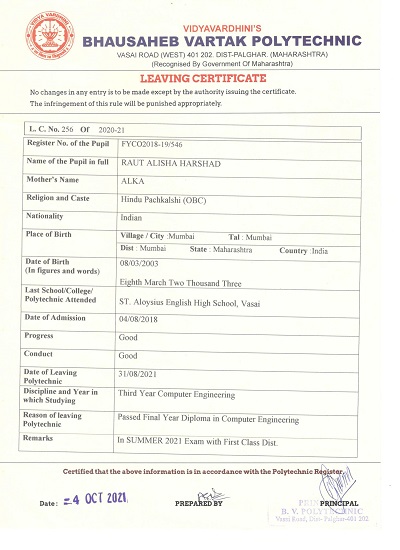 VIDYAVARDHINI'S
BHAUSAHEB VARTAK POLYTECHNIC
VASAI ROAD (WEST) 401 202. DIST-PALGHAR. (MAHARASHTRA)
(Recognised By Government Of Maharashtra)
LEAVING CERTIFICATE
No changes in any entry is to be made except by the authority issuing the certificate.
The infringement of this rule will be punished appropriately.
L. C. No. 256 Of 2020-21
Register No. of the Pupil FYCO2018-19/546
Name of the Pupil in full RAUT ALISHA HARSHAD
Mother's Name ALKA
Religion and Caste Hindu Pachkalshi (OBC)
Nationality Indian
Place of Birth Village / City :Mumbai Tal : Mumbai
Dist : Mumbai State : Maharashtra Country :India
Date of Birth 08/03/2003
(In figures and words)
Eighth March Two Thousand Three
Last School/College/
Polytechnic Attended ST. Aloysius English High School, Vasai
Date of Admission 04/08/2018
Progress Good
Conduct Good
Date of Leaving 31/08/2021
Polytechnic
Discipline and Year in Third Year Computer Engineering
which Studying
Reason of leaving Passed Final Year Diploma in Computer Engineering
Polytechnic
Remarks In SUMMER 2021 Exam with First Class Dist.
Certified that the above information is in accordance with the Polytechnic Register.
Date: -4 OCT 2021 PREPARED BY PRINCIPAL
B. V. POLYTECHNIC
Vasai Road, Dist- Palghar-401 202